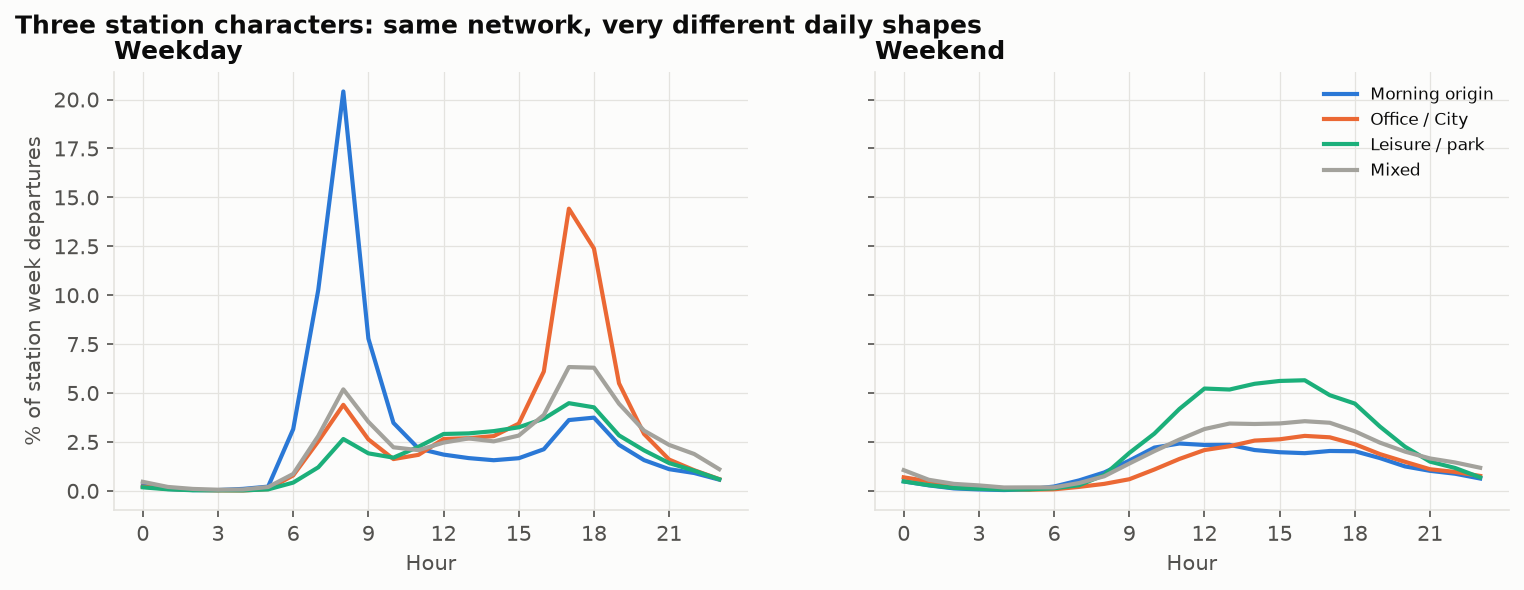 Three station characters: same network, very different daily shapes
Weekday
Weekend
% of station week departures
20.0
17.5
15.0
12.5
10.0
7.5
5.0
2.5
0.0
0 3 6 9 12 15 18 21
Hour
Morning origin
Office / City
Leisure / park
Mixed
0 3 6 9 12 15 18 21
Hour